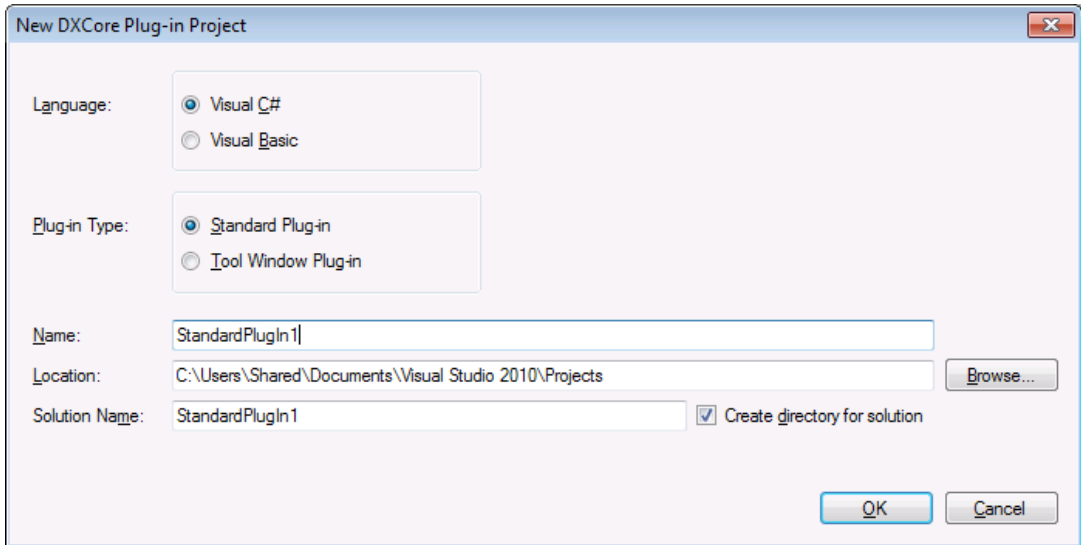 New DXCore Plug-in Project
Language:
Visual C#
Visual Basic
Plug-in Type:
Standard Plug-in
Tool Window Plug-in
Name: StandardPlugIn1
Location: C:\Users\Shared\Documents\Visual Studio 2010\Projects Browse...
Solution Name: StandardPlugIn1 Create directory for solution
OK Cancel